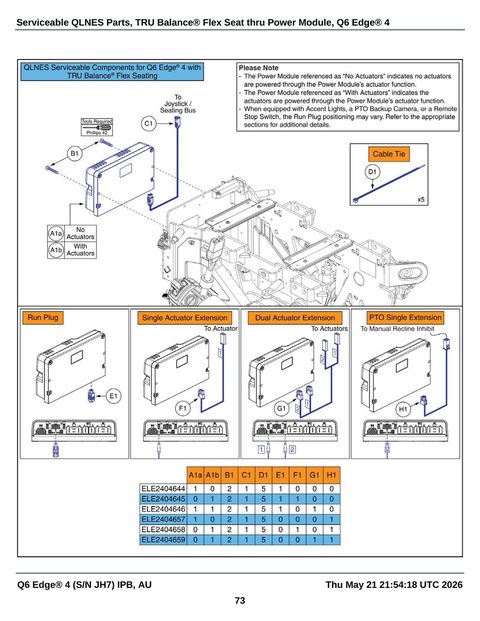 Serviceable QLNES Parts, TRU Balance® Flex Seat thru Power Module, Q6 Edge® 4
QLNES Serviceable Components for Q6 Edge® 4 with
TRU Balance® Flex Seating
Please Note
- The Power Module referenced as “No Actuators” indicates no actuators
are powered through the Power Module's actuator function.
- The Power Module referenced as “With Actuators” indicates the
actuators are powered through the Power Module's actuator function.
- When equipped with Accent Lights, a PTO Backup Camera, or a Remote
Stop Switch, the Run Plug positioning may vary. Refer to the appropriate
sections for additional details.
To
Joystick /
Seating Bus
Tools Required
Phillips #2
C1
B1
A1a
No
Actuators
A1b
With
Actuators
Cable Tie
D1
x5
Run Plug
E1
Single Actuator Extension
To Actuator
F1
Dual Actuator Extension
To Actuators
G1
1
2
PTO Single Extension
To Manual Recline Inhibit
H1
A1a A1b B1 C1 D1 E1 F1 G1 H1
ELE2404644 1 0 2 1 5 1 0 0 0
ELE2404645 0 1 2 1 5 1 1 0 0
ELE2404646 1 1 2 1 5 1 0 1 0
ELE2404657 1 0 2 1 5 0 0 0 1
ELE2404658 0 1 2 1 5 0 1 0 1
ELE2404659 0 1 2 1 5 0 0 1 1
Q6 Edge® 4 (S/N JH7) IPB, AU
Thu May 21 21:54:18 UTC 2026
73